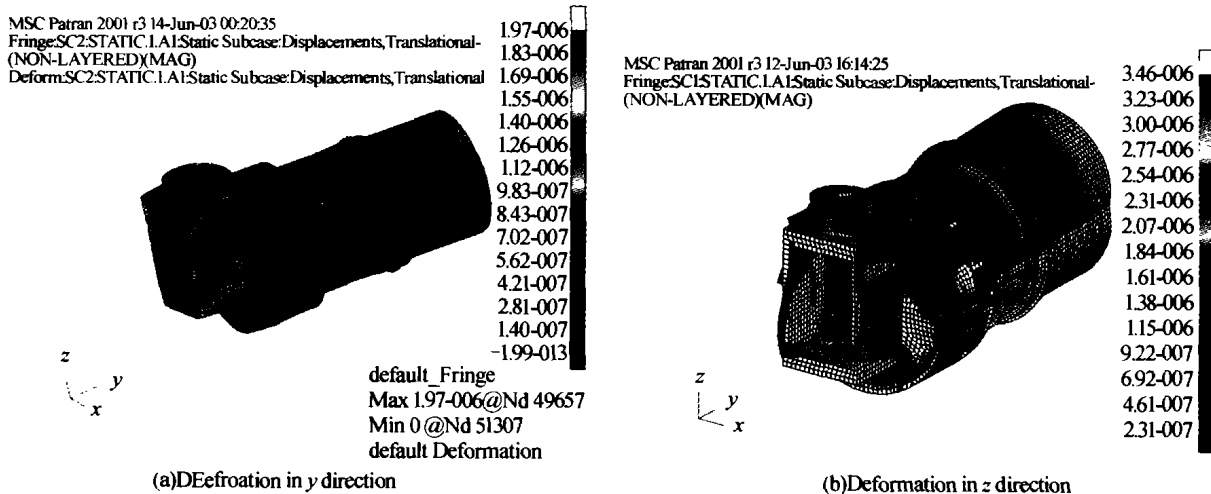 MSC Patran 2001 r3 14-Jun-03 00:20:35
Fringe:SC2:STATIC.1.A1:Static Subcase:Displacements,Translational-
(NON-LAYERED)(MAG)
Deform:SC2:STATIC.1.A1:Static Subcase:Displacements,Translational
1.97-006
1.83-006
1.69-006
1.55-006
1.40-006
1.26-006
1.12-006
9.83-007
8.43-007
7.02-007
5.62-007
4.21-007
2.81-007
1.40-007
-1.99-013
z
y
x
default_Fringe
Max 1.97-006@Nd 49657
Min 0 @Nd 51307
default Deformation
(a)DEefroation in y direction
MSC Patran 2001 r3 12-Jun-03 16:14:25
Fringe:SC1:STATIC.1.A1:Static Subcase:Displacements,Translational-
(NON-LAYERED)(MAG)
3.46-006
3.23-006
3.00-006
2.77-006
2.54-006
2.31-006
2.07-006
1.84-006
1.61-006
1.38-006
1.15-006
9.22-007
6.92-007
4.61-007
2.31-007
z
y
x
(b)Deformation in z direction